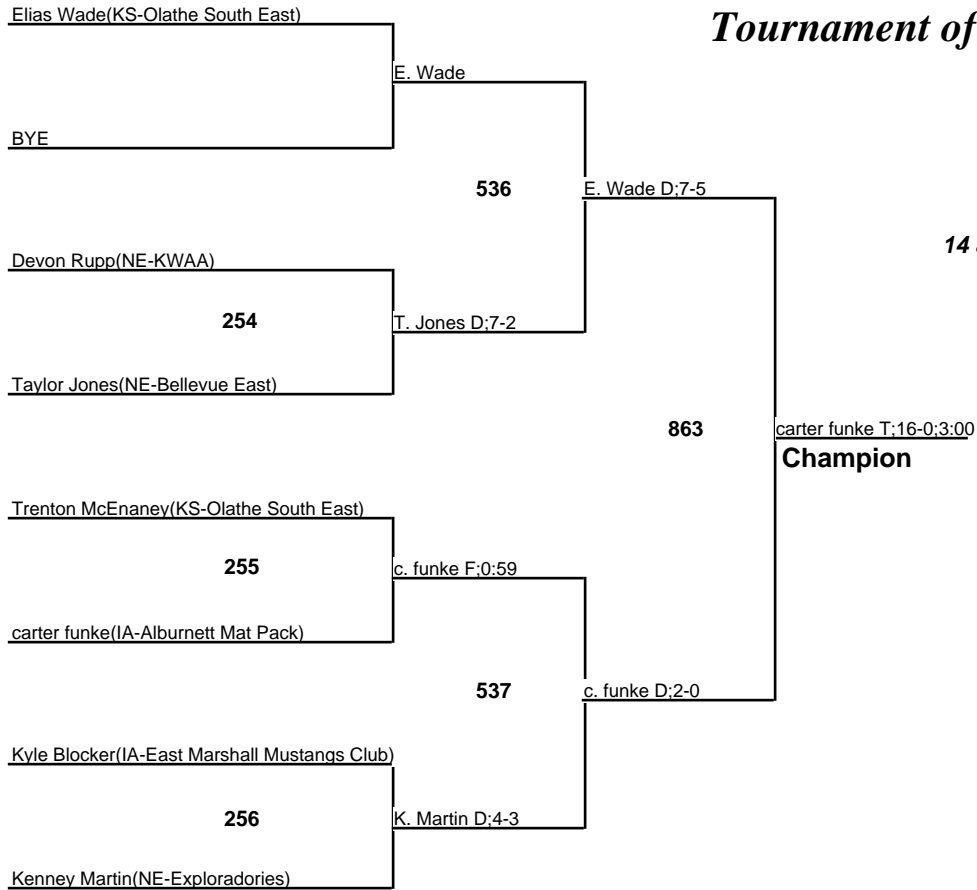 Elias Wade(KS-Olathe South East)
Tournament of
E. Wade
BYE
536
E. Wade D;7-5
14
Devon Rupp(NE-KWAA)
254
T. Jones D;7-2
Taylor Jones(NE-Bellevue East)
863
carter funke T;16-0;3:00
Champion
Trenton McEnaney(KS-Olathe South East)
255
c. funke F;0:59
carter funke(IA-Alburnett Mat Pack)
537
c. funke D;2-0
Kyle Blocker(IA-East Marshall Mustangs Club)
256
K. Martin D;4-3
Kenney Martin(NE-Exploradories)